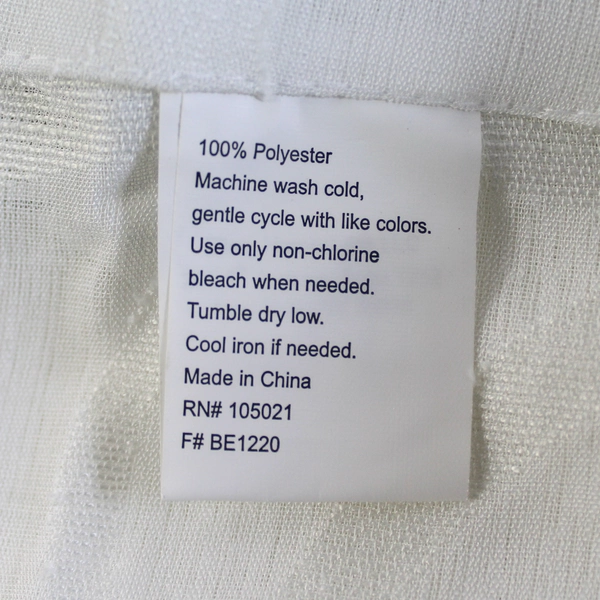 100% Polyester
Machine wash cold,
gentle cycle with like colors.
Use only non-chlorine
bleach when needed.
Tumble dry low.
Cool iron if needed.
Made in China
RN# 105021
F# BE1220